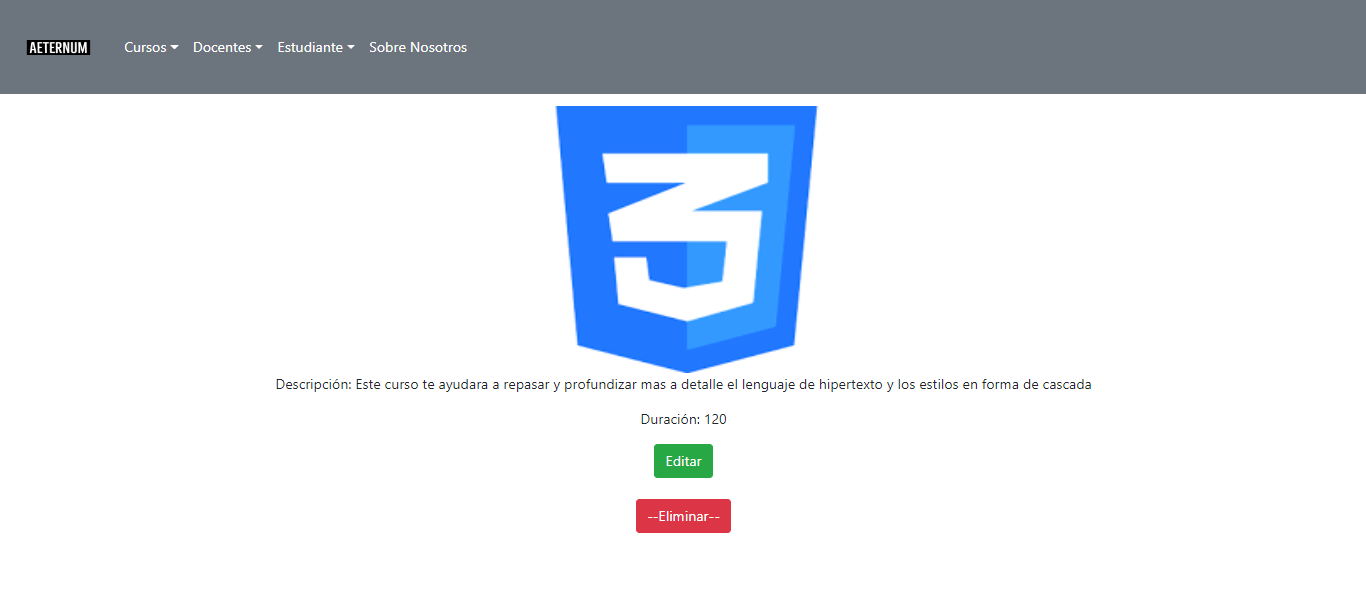 AETERNUM Cursos Docentes Estudiante Sobre Nosotros
3
Descripción: Este curso te ayudara a repasar y profundizar mas a detalle el lenguaje de hipertexto y los estilos en forma de cascada
Duración: 120
Editar
--Eliminar--